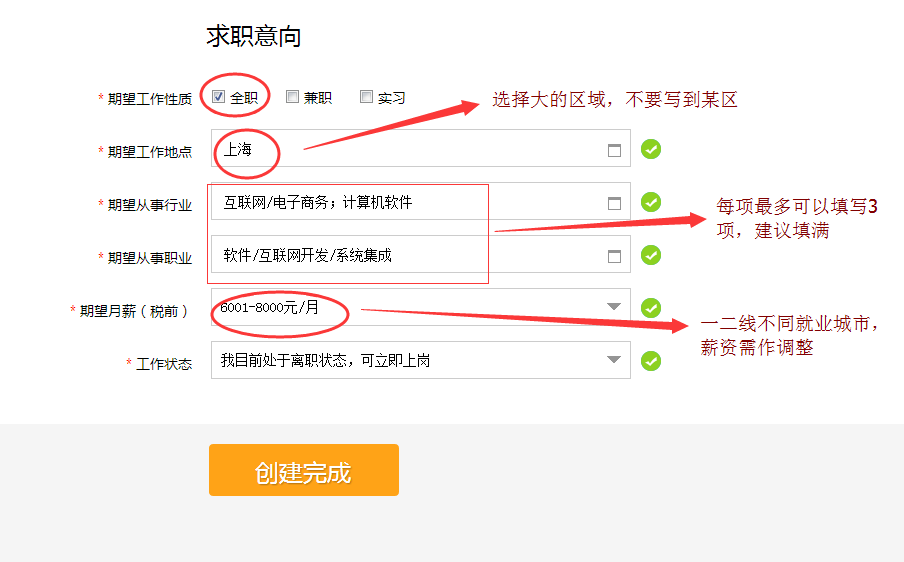 求职意向
* 期望工作性质 全职 兼职 实习
选择大的区域，不要写到某区
* 期望工作地点 上海
* 期望从事行业 互联网/电子商务；计算机软件
每项最多可以填写3
项，建议填满
* 期望从事职业 软件/互联网开发/系统集成
* 期望月薪（税前） 6001-8000元/月
一二线不同就业城市，
薪资需作调整
* 工作状态 我目前处于离职状态，可立即上岗
创建完成